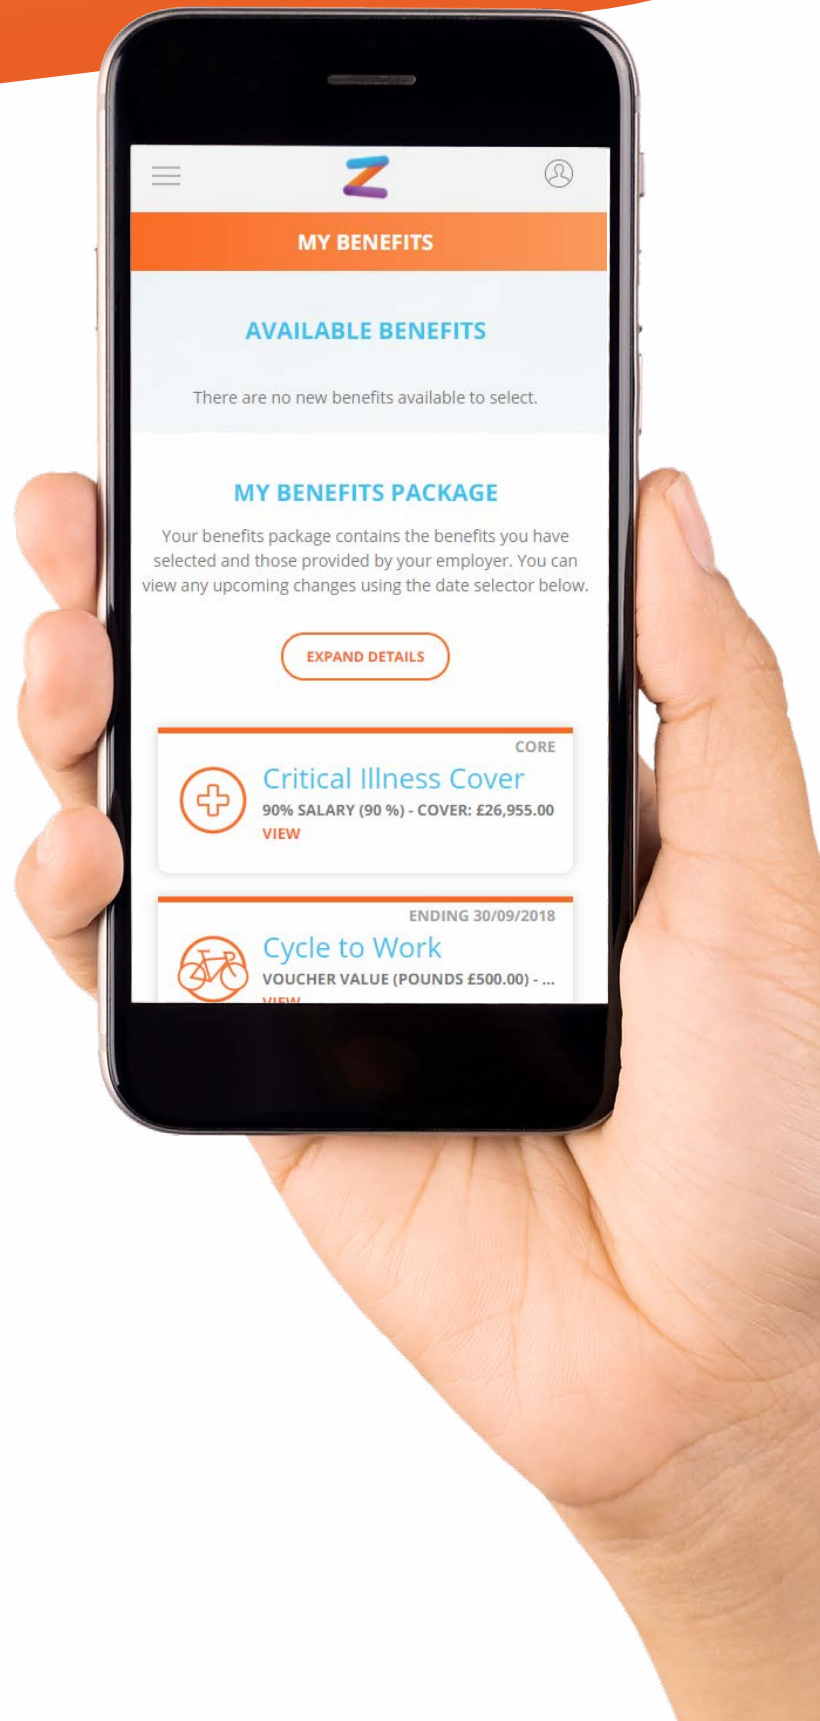 Z
MY BENEFITS
AVAILABLE BENEFITS
There are no new benefits available to select.
MY BENEFITS PACKAGE
Your benefits package contains the benefits you have
selected and those provided by your employer. You can
view any upcoming changes using the date selector below.
EXPAND DETAILS
CORE
Critical Illness Cover
90% SALARY (90 %) - COVER: £26,955.00
VIEW
ENDING 30/09/2018
Cycle to Work
VOUCHER VALUE (POUNDS £500.00) - ...
VIEW